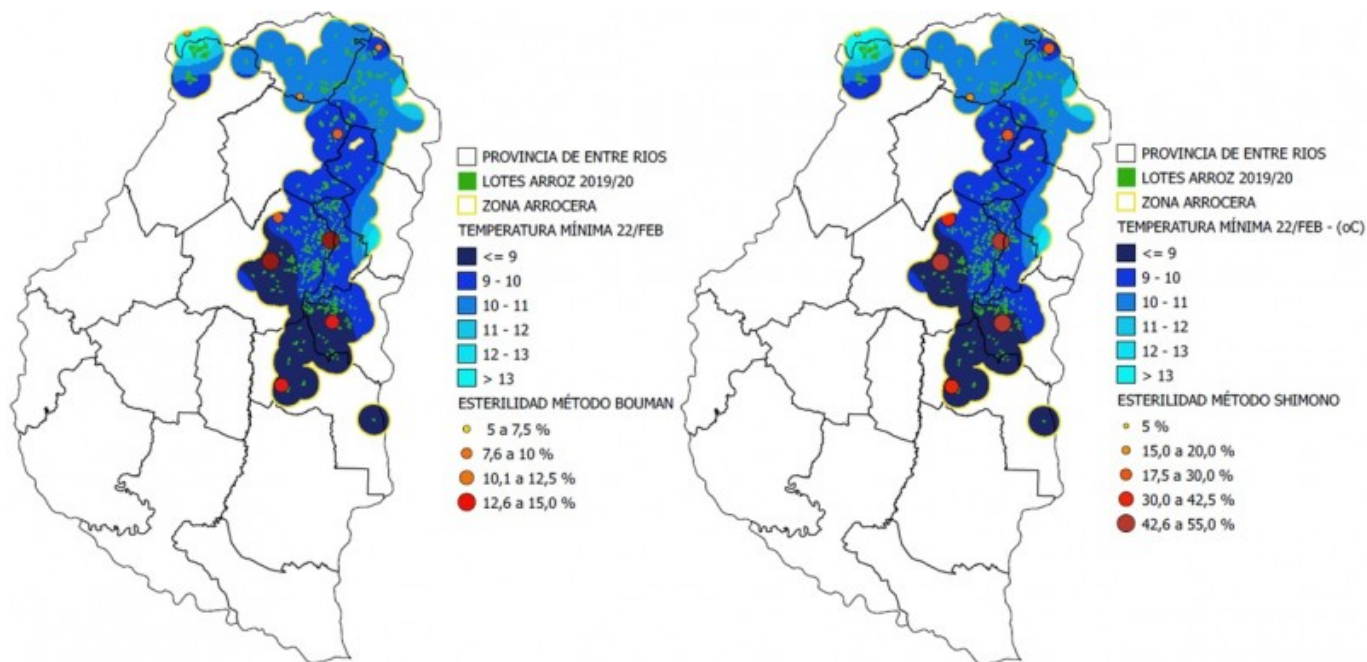 PROVINCIA DE ENTRE RIOS
LOTES ARROZ 2019/20
ZONA ARROCERA
TEMPERATURA MÍNIMA 22/FEB
<= 9
9 - 10
10 - 11
11 - 12
12 - 13
> 13
ESTERILIDAD MÉTODO BOUMAN
5 a 7,5 %
7,6 a 10 %
10,1 a 12,5 %
12,6 a 15,0 %
PROVINCIA DE ENTRE RIOS
LOTES ARROZ 2019/20
ZONA ARROCERA
TEMPERATURA MÍNIMA 22/FEB - (oC)
<= 9
9 - 10
10 - 11
11 - 12
12 - 13
> 13
ESTERILIDAD MÉTODO SHIMONO
5 %
15,0 a 20,0 %
17,5 a 30,0 %
30,0 a 42,5 %
42,6 a 55,0 %